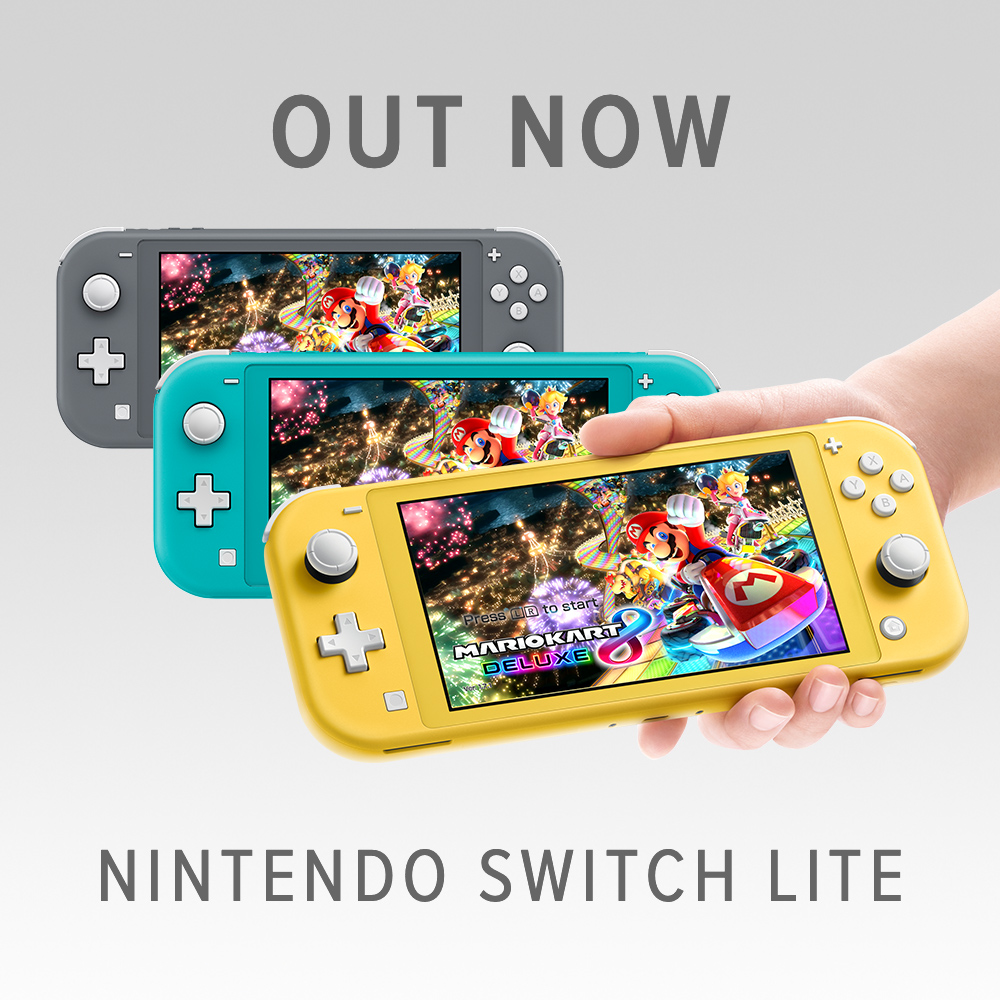 OUT NOW
X
Y
A
B
X
Y
A
B
Press L R to start
MARIOKART 8
DELUXE
NINTENDO SWITCH LITE